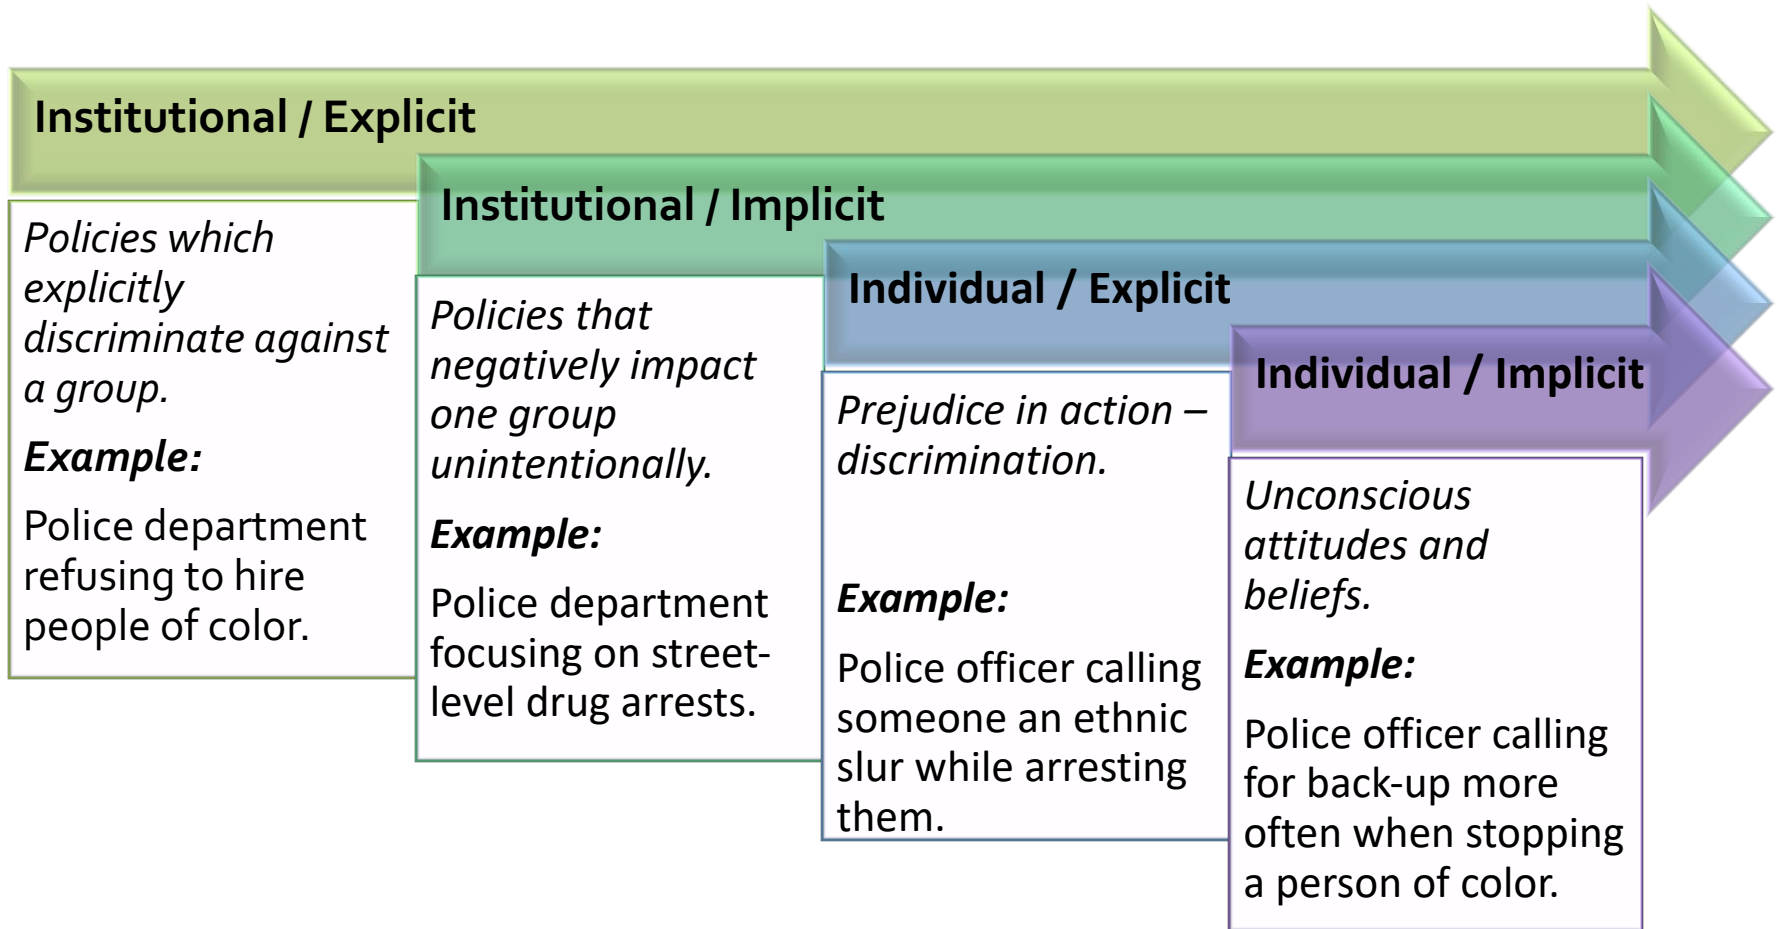 Institutional / Explicit
Policies which
explicitly
discriminate against
a group.
Example:
Police department
refusing to hire
people of color.
Institutional / Implicit
Policies that
negatively impact
one group
unintentionally.
Example:
Police department
focusing on street-
level drug arrests.
Individual / Explicit
Prejudice in action –
discrimination.
Example:
Police officer calling
someone an ethnic
slur while arresting
them.
Individual / Implicit
Unconscious
attitudes and
beliefs.
Example:
Police officer calling
for back-up more
often when stopping
a person of color.